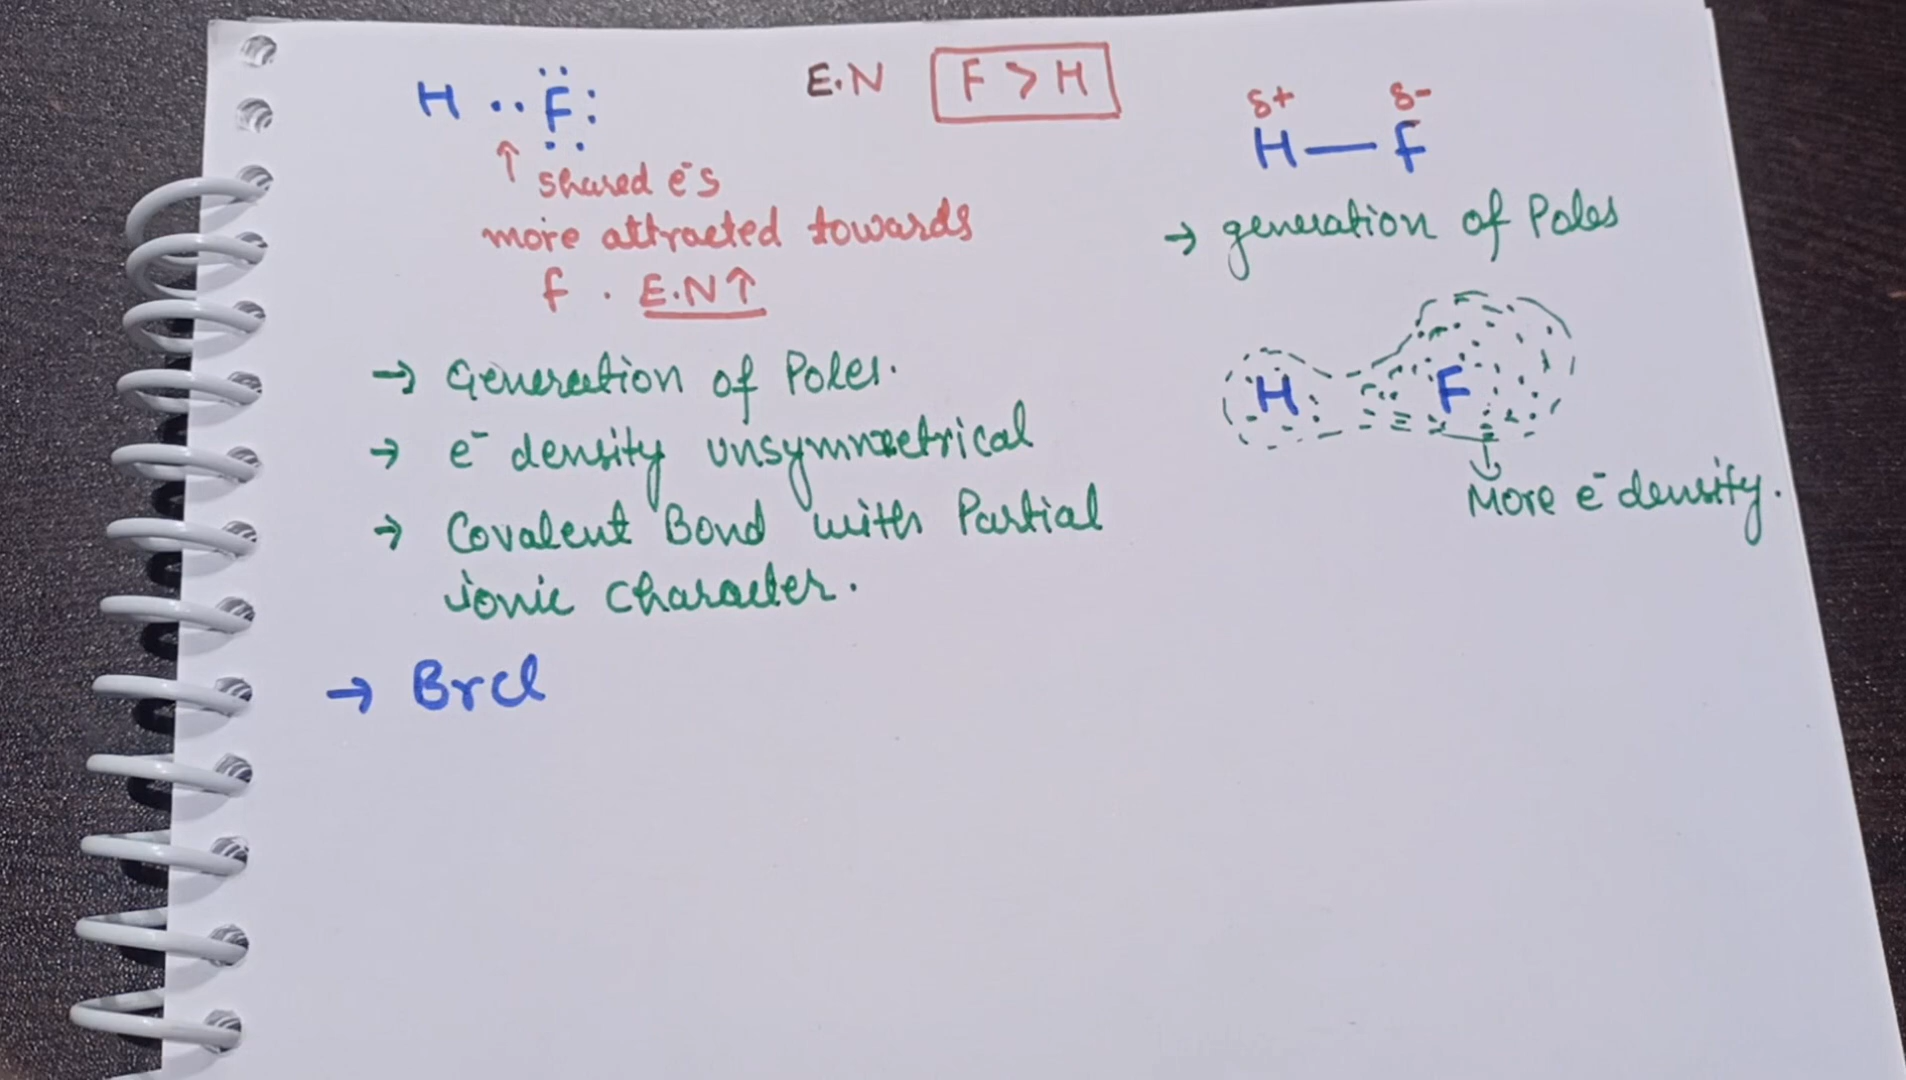 H ·· F:
E.N F > H
↑ shared e⁻s
more attracted towards
F . E.N↑
→ Generation of Poles.
→ e⁻ density unsymmetrical
→ Covalent Bond with Partial
ionic character.
→ Brcl
δ+ δ-
H — F
→ generation of Poles
H F
More e⁻ density.